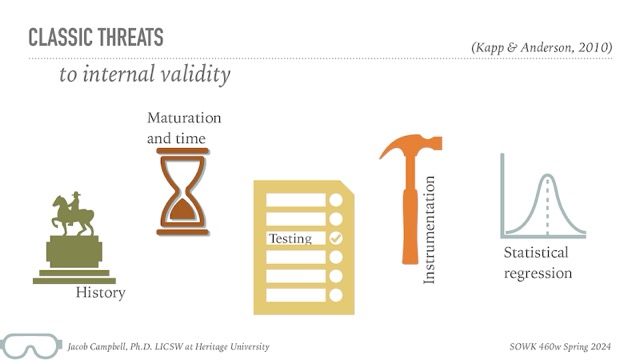 CLASSIC THREATS
(Kapp & Anderson, 2010)
to internal validity
Maturation
and time
Testing
Instrumentation
Statistical
regression
History
Jacob Campbell, Ph.D. LICSW at Heritage University
SOWK 460w Spring 2024